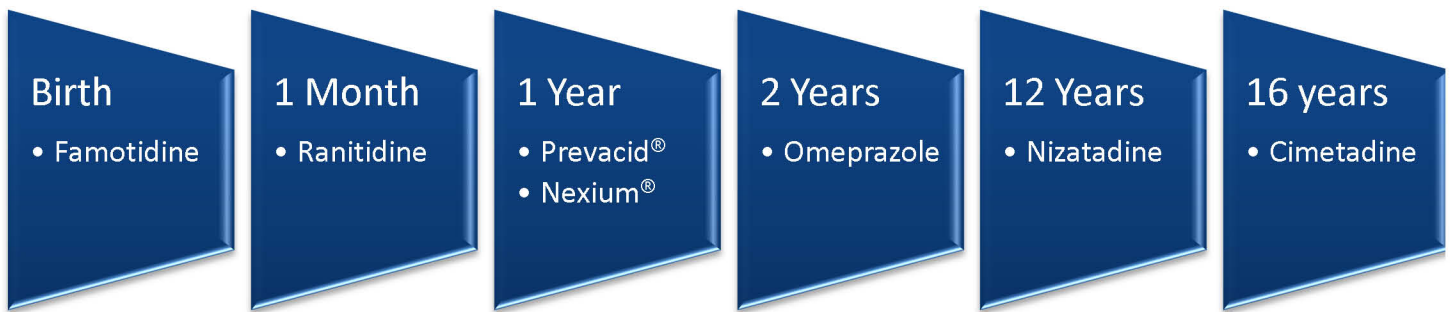 Birth
• Famotidine
1 Month
• Ranitidine
1 Year
• Prevacid®
• Nexium®
2 Years
• Omeprazole
12 Years
• Nizatadine
16 years
• Cimetadine